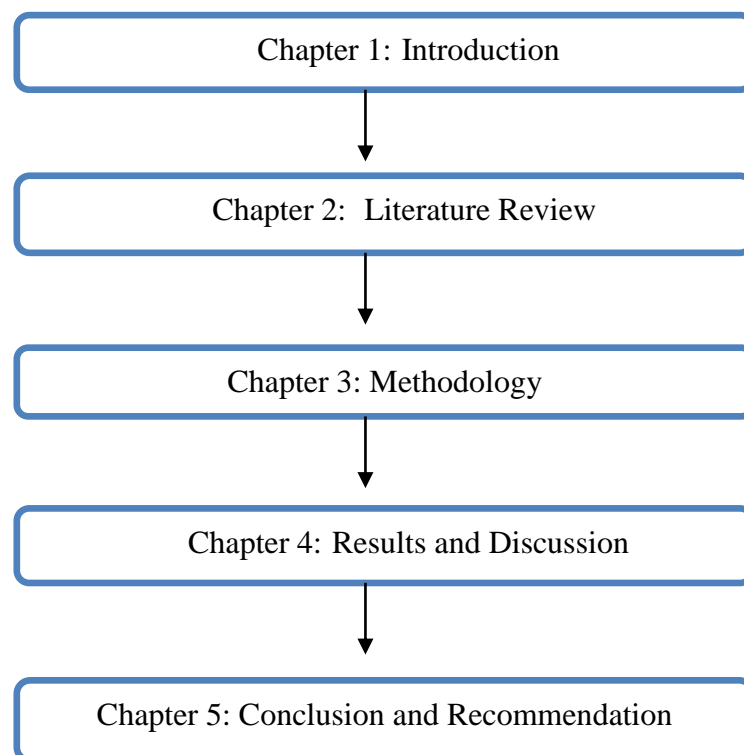 Chapter 1: Introduction
Chapter 2: Literature Review
Chapter 3: Methodology
Chapter 4: Results and Discussion
Chapter 5: Conclusion and Recommendation